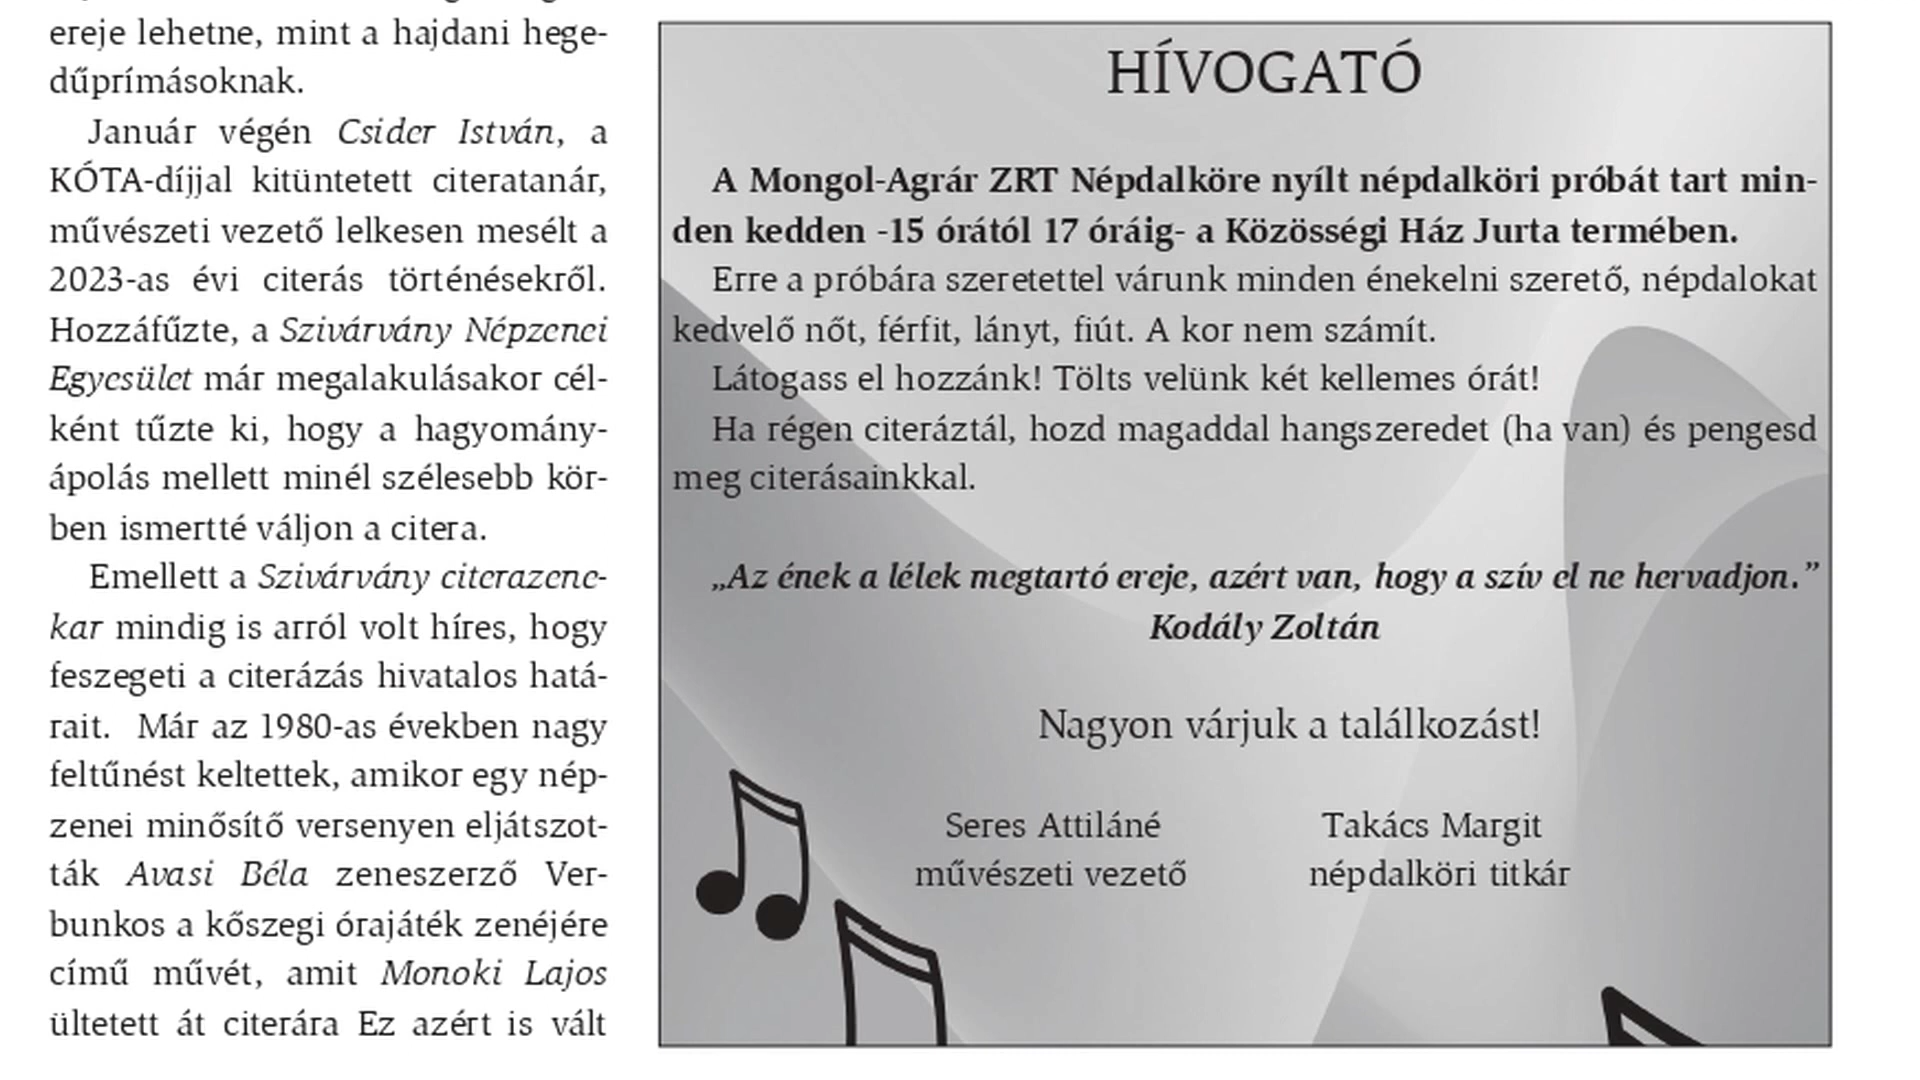 ereje lehetne, mint a hajdani hege-
dűprímásoknak.
Január végén Csider István, a
KÓTA-díjjal kitüntetett citeratanár,
művészeti vezető lelkesen mesélt a
2023-as évi citerás történésekről.
Hozzáfűzte, a Szivárvány Népzenei
Egyesület már megalakulásakor cél-
ként tűzte ki, hogy a hagyomány-
ápolás mellett minél szélesebb kör-
ben ismertté váljon a citera.
Emellett a Szivárvány citerazene-
kar mindig is arról volt híres, hogy
feszegeti a citerázás hivatalos hatá-
rait. Már az 1980-as években nagy
feltűnést keltettek, amikor egy nép-
zenei minősítő versenyen eljátszot-
ták Avasi Béla zeneszerző Ver-
bunkos a kőszegi órajáték zenéjére
című művét, amit Monoki Lajos
ültetett át citerára Ez azért is vált
HÍVOGATÓ
A Mongol-Agrár ZRT Népdalköre nyílt népdalköri próbát tart min-
den kedden -15 órától 17 óráig- a Közösségi Ház Jurta termében.
Erre a próbára szeretettel várunk minden énekelni szerető, népdalokat
kedvelő nőt, férfit, lányt, fiút. A kor nem számít.
Látogass el hozzánk! Tölts velünk két kellemes órát!
Ha régen citeráztál, hozd magaddal hangszeredet (ha van) és pengesd
meg citerásainkkal.
„Az ének a lélek megtartó ereje, azért van, hogy a szív el ne hervadjon.”
Kodály Zoltán
Nagyon várjuk a találkozást!
Seres Attiláné
művészeti vezető
Takács Margit
népdalköri titkár